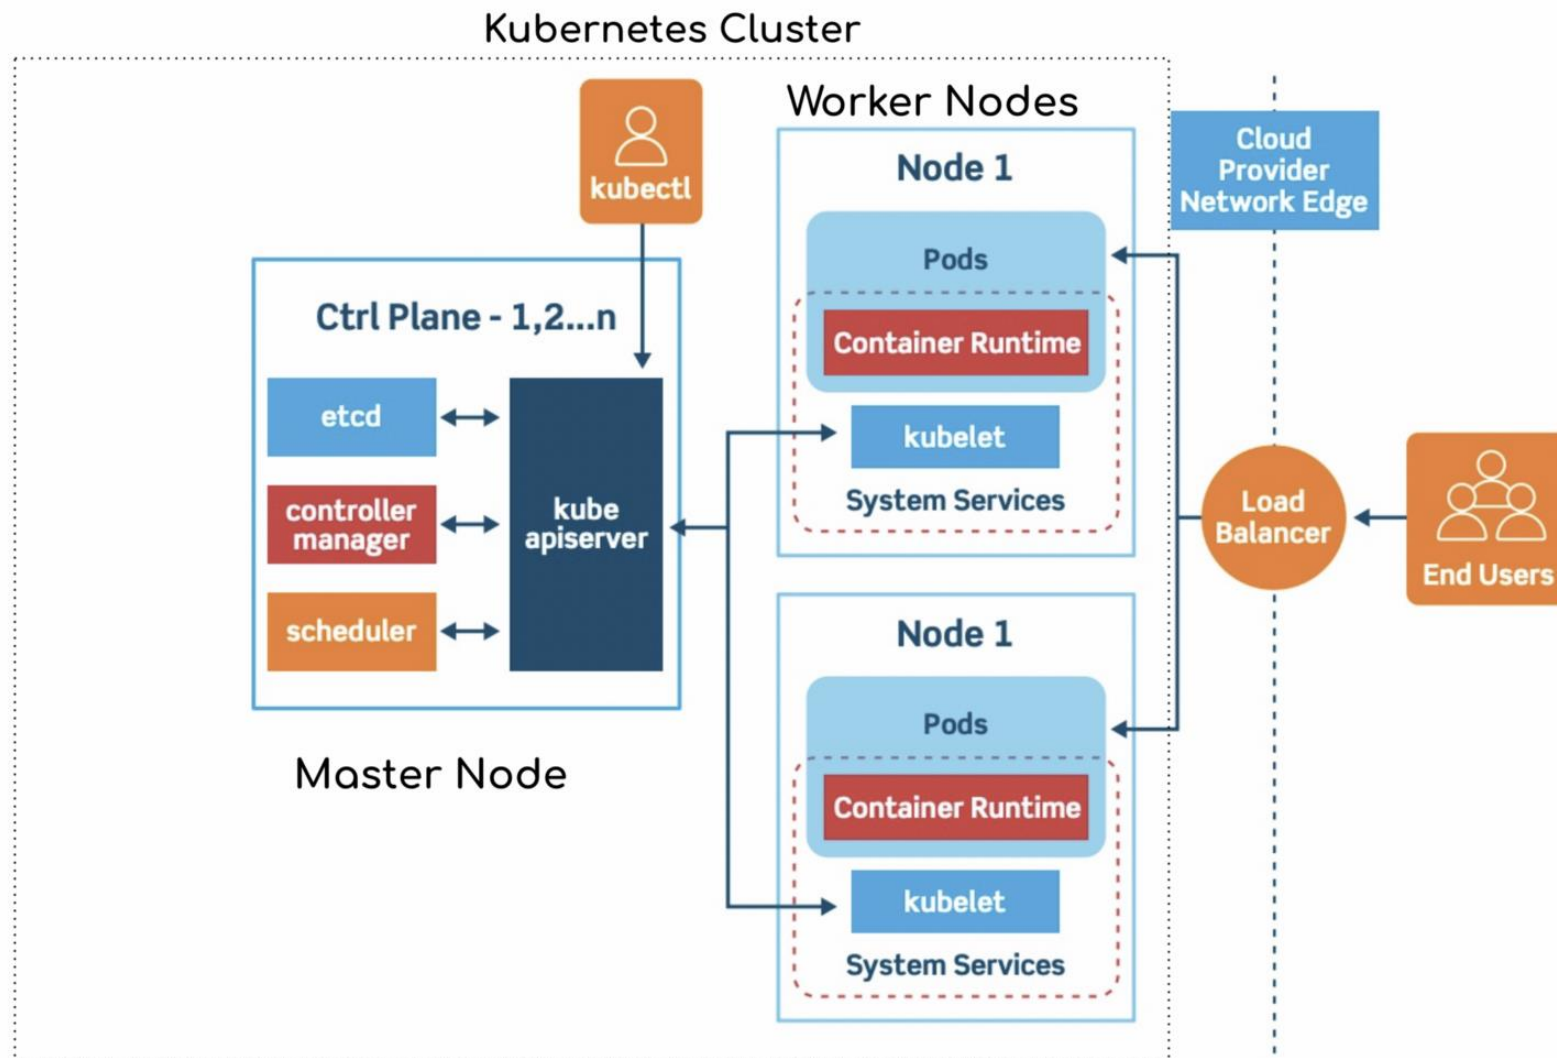 Kubernetes Cluster
kubectl
Ctrl Plane - 1,2...n
etcd
controller
manager
scheduler
kube
apiserver
Master Node
Worker Nodes
Node 1
Pods
Container Runtime
kubelet
System Services
Node 1
Pods
Container Runtime
kubelet
System Services
Cloud
Provider
Network Edge
Load
Balancer
End Users